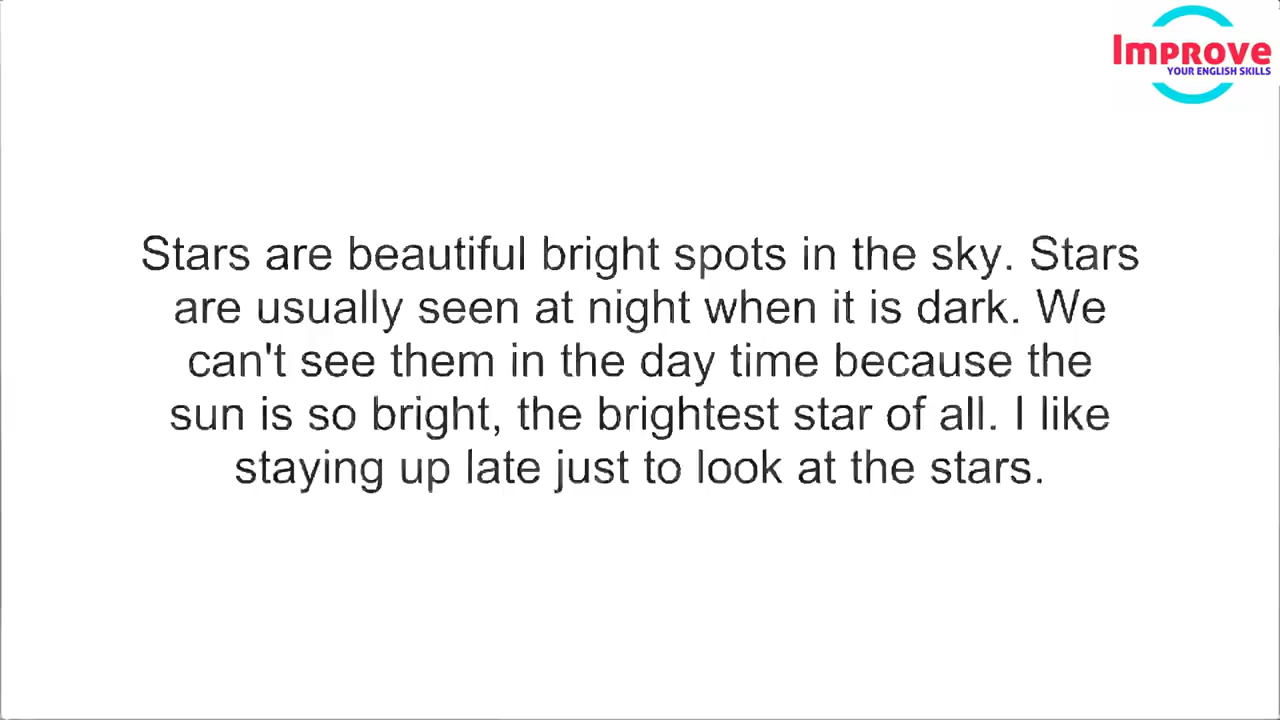 Improve
YOUR ENGLISH SKILLS
Stars are beautiful bright spots in the sky. Stars
are usually seen at night when it is dark. We
can't see them in the day time because the
sun is so bright, the brightest star of all. I like
staying up late just to look at the stars.